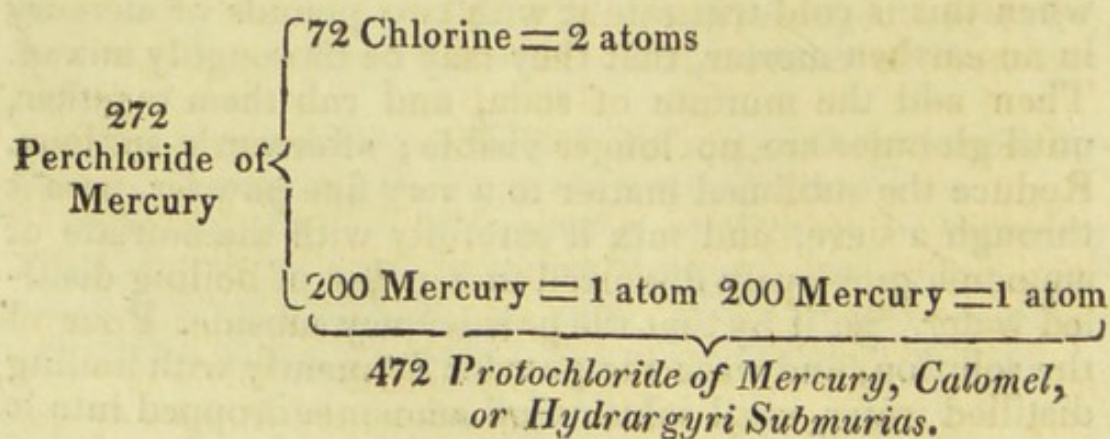 72 Chlorine = 2 atoms
272
Perchloride of
Mercury
200 Mercury = 1 atom 200 Mercury = 1 atom
472 Protochloride of Mercury, Calomel,
or Hydrargyri Submurias.